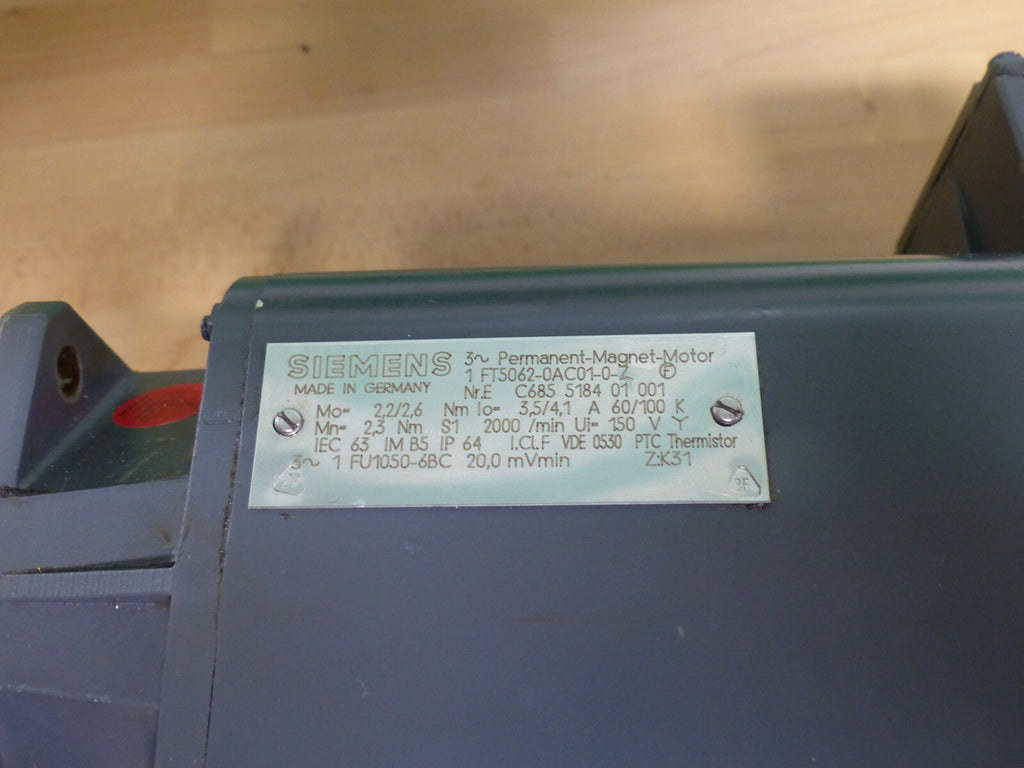 SIEMENS 3~ Permanent-Magnet-Motor
1 FT5062-0AC01-0-Z Ⓕ
MADE IN GERMANY Nr.E C685 5184 01 001
Mo= 2,2/2,6 Nm Io= 3,5/4,1 A 60/100 K
Mn= 2,3 Nm S1 2000 /min Ui= 150 V Y
IEC 63 IM B5 IP 64 I.Cl.F VDE 0530 PTC Thermistor
3~ 1 FU1050-6BC 20,0 mVmin Z:K31